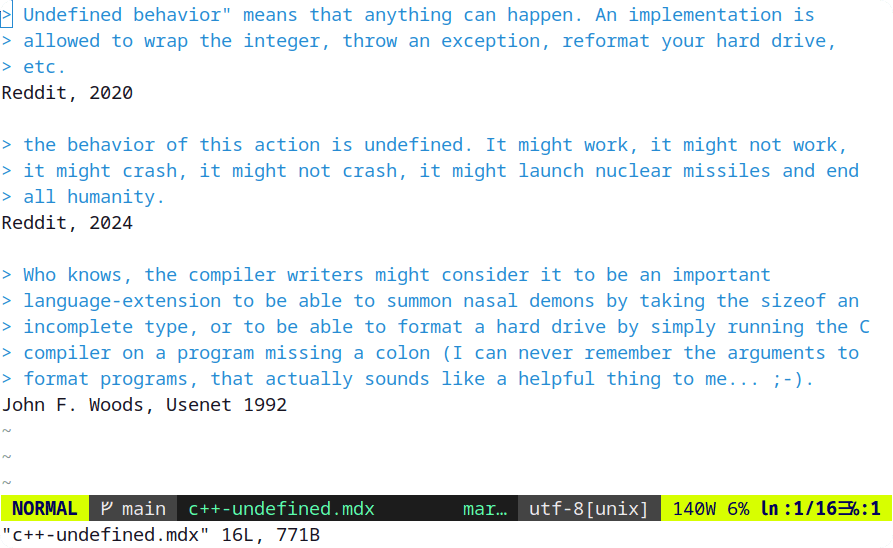 > Undefined behavior" means that anything can happen. An implementation is
> allowed to wrap the integer, throw an exception, reformat your hard drive,
> etc.
Reddit, 2020
> the behavior of this action is undefined. It might work, it might not work,
> it might crash, it might not crash, it might launch nuclear missiles and end
> all humanity.
Reddit, 2024
> Who knows, the compiler writers might consider it to be an important
> language-extension to be able to summon nasal demons by taking the sizeof an
> incomplete type, or to be able to format a hard drive by simply running the C
> compiler on a program missing a colon (I can never remember the arguments to
> format programs, that actually sounds like a helpful thing to me... ;-).
John F. Woods, Usenet 1992
~
~
~
NORMAL main c++-undefined.mdx mar… utf-8[unix] 140W 6% ln:1/16☰℅:1
"c++-undefined.mdx" 16L, 771B